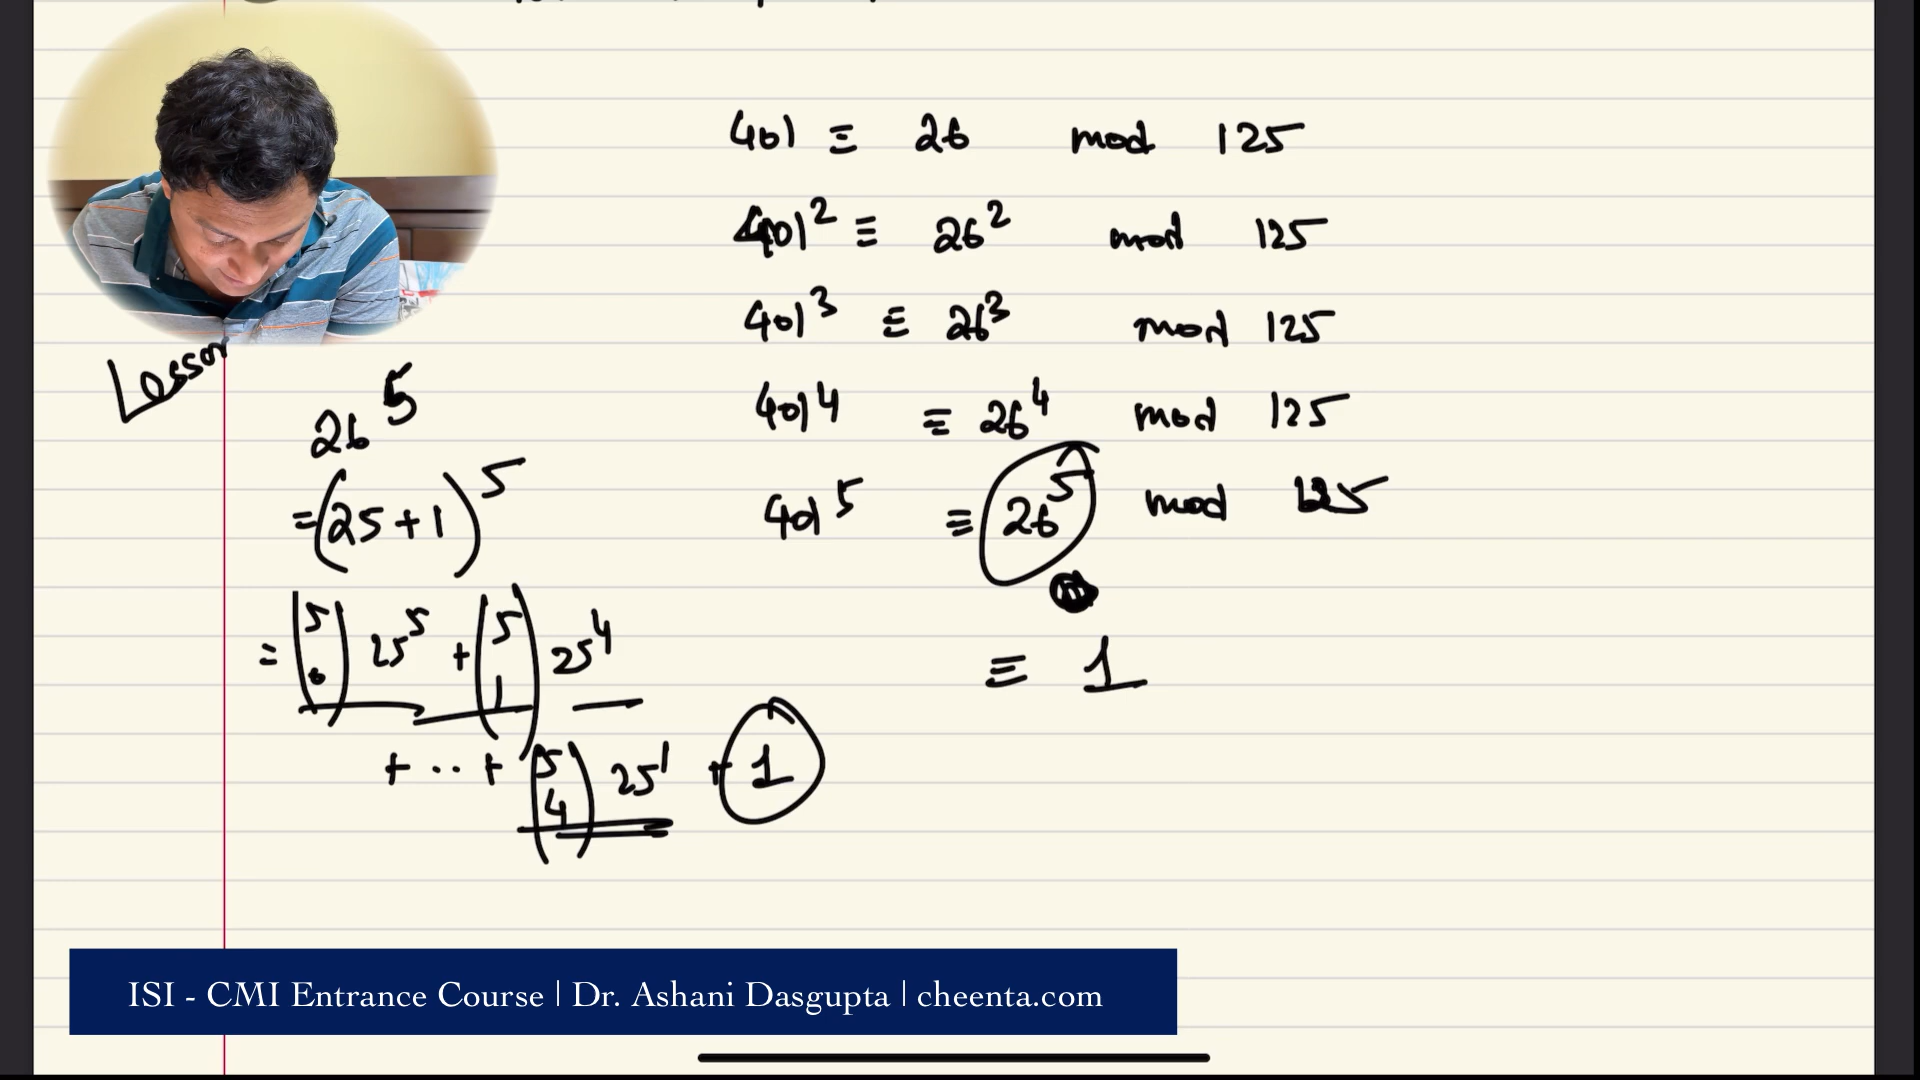 401 ≡ 26 mod 125
401² ≡ 26² mod 125
401³ ≡ 26³ mod 125
401⁴ ≡ 26⁴ mod 125
401⁵ ≡ 26⁵ mod 125
≡ 1
Lesson
26⁵
= (25 + 1)⁵
= (5 0) 25⁵ + (5 1) 25⁴
+ ·· + (5 4) 25¹ + 1
ISI - CMI Entrance Course | Dr. Ashani Dasgupta | cheenta.com